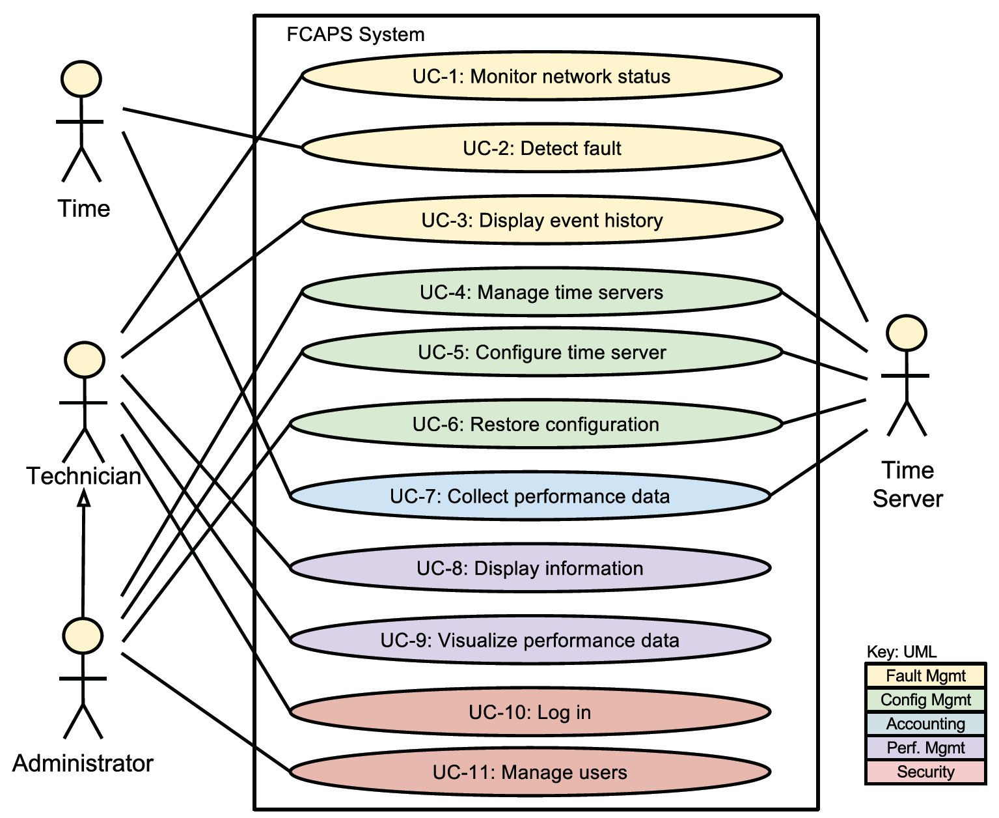 FCAPS System
UC-1: Monitor network status
UC-2: Detect fault
Time
UC-3: Display event history
UC-4: Manage time servers
UC-5: Configure time server
UC-6: Restore configuration
Technician
Time
Server
UC-7: Collect performance data
UC-8: Display information
UC-9: Visualize performance data
UC-10: Log in
UC-11: Manage users
Administrator
Key: UML
Fault Mgmt
Config Mgmt
Accounting
Perf. Mgmt
Security